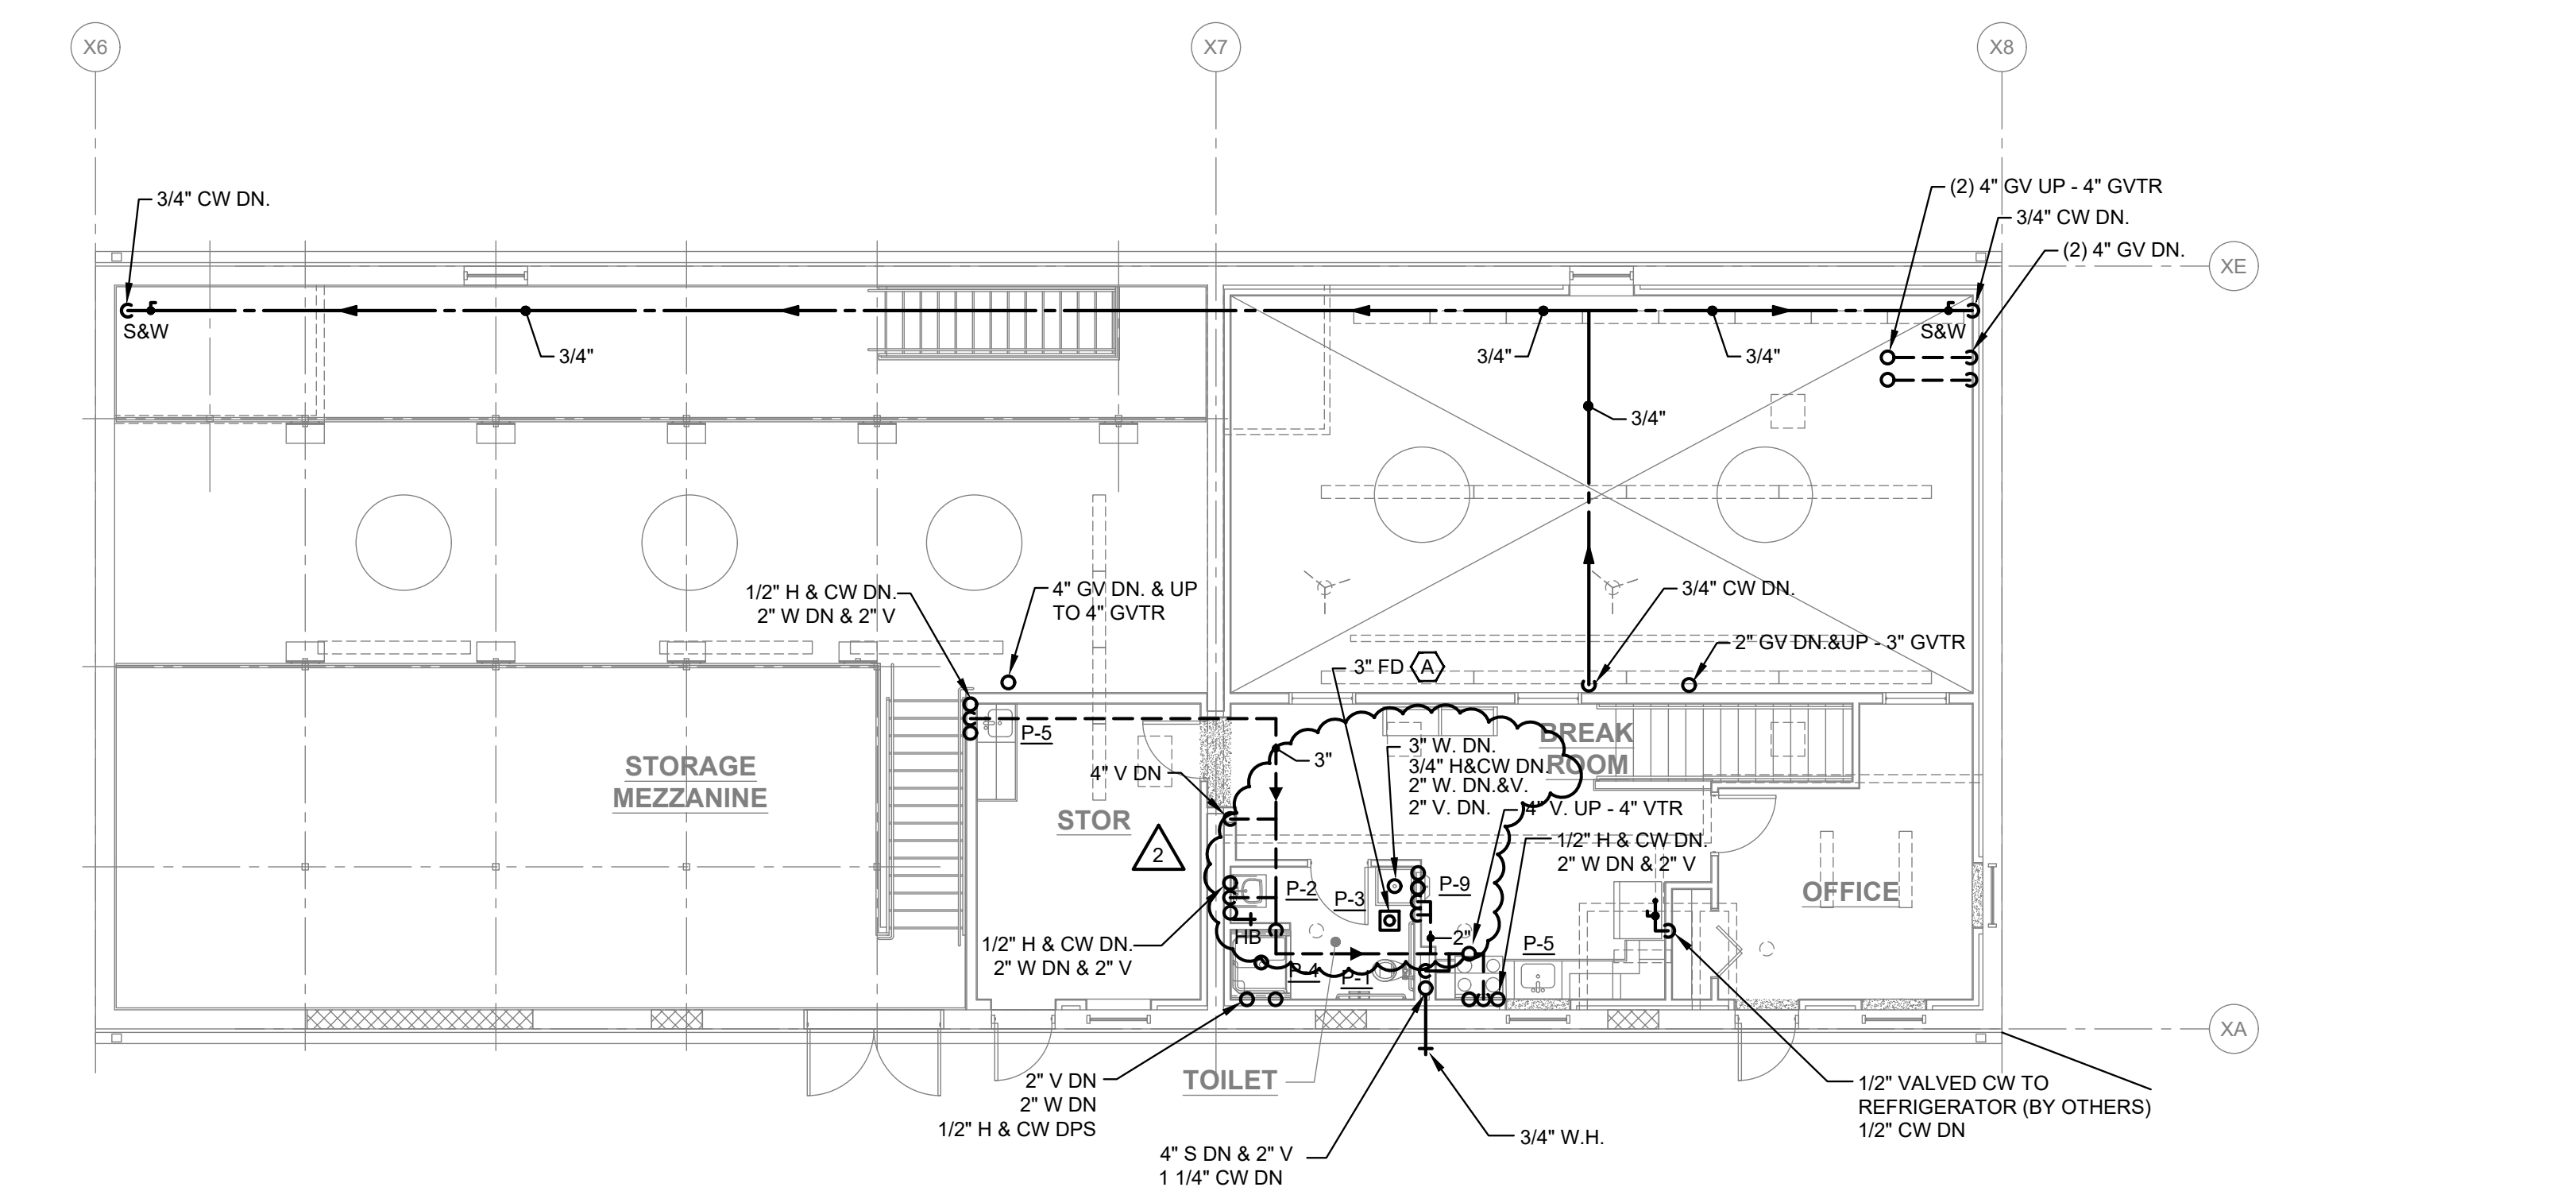 X6
X7
X8
(2) 4" GV UP - 4" GVTR
3/4" CW DN.
3/4" CW DN.
(2) 4" GV DN.
XE
S&W
S&W
3/4"
3/4"
3/4"
3/4"
1/2" H & CW DN.
2" W DN & 2" V
4" GV DN. & UP
TO 4" GVTR
3/4" CW DN.
2" GV DN.&UP - 3" GVTR
3" FD
A
P-5
BREAK
ROOM
3"
4" V DN
3" W. DN.
3/4" H&CW DN.
2" W. DN.&V.
2" V. DN.
4" V. UP - 4" VTR
STORAGE
MEZZANINE
STOR
2
1/2" H & CW DN.
2" W DN & 2" V
P-2
P-3
P-9
OFFICE
HB
2"
P-5
1/2" H & CW DN.
2" W DN & 2" V
P-4
P-1
XA
TOILET
2" V DN
2" W DN
1/2" H & CW DPS
1/2" VALVED CW TO
REFRIGERATOR (BY OTHERS)
1/2" CW DN
3/4" W.H.
4" S DN & 2" V
1 1/4" CW DN